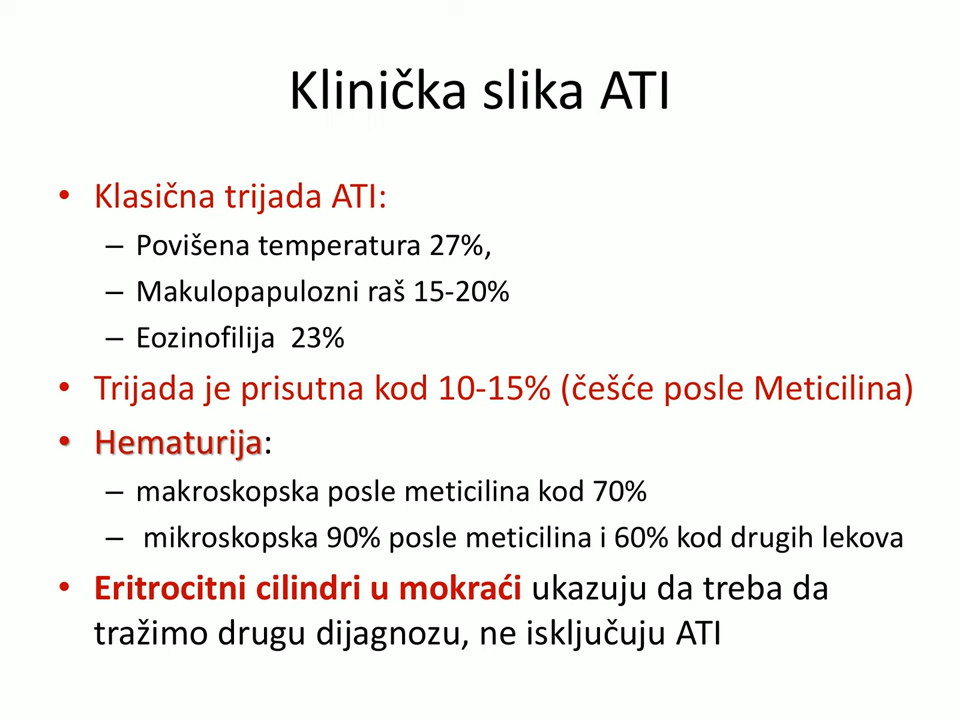 Klinička slika ATI
• Klasična trijada ATI:
– Povišena temperatura 27%,
– Makulopapulozni raš 15-20%
– Eozinofilija 23%
• Trijada je prisutna kod 10-15% (češće posle Meticilina)
• Hematurija:
– makroskopska posle meticilina kod 70%
– mikroskopska 90% posle meticilina i 60% kod drugih lekova
• Eritrocitni cilindri u mokraći ukazuju da treba da
tražimo drugu dijagnozu, ne isključuju ATI